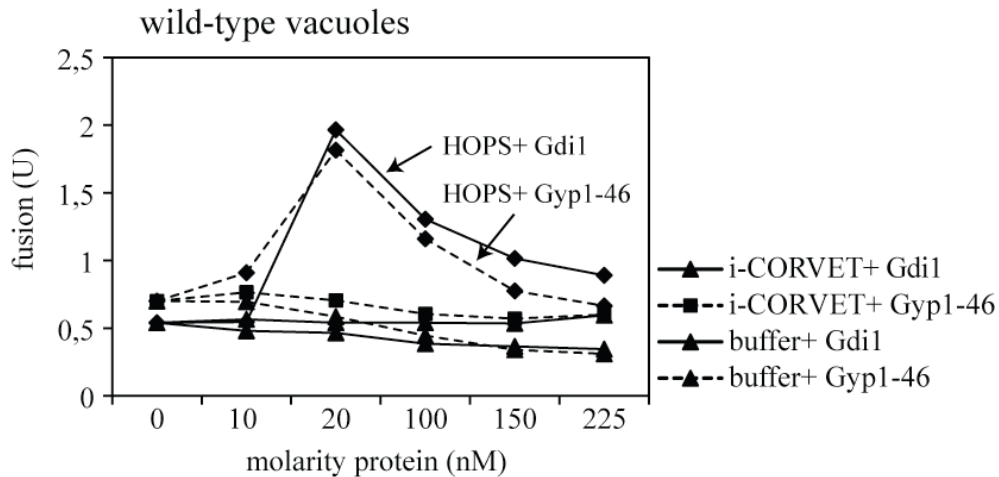 wild-type vacuoles
2,5
2
1,5
1
0,5
0
fusion (U)
HOPS+ Gdi1
HOPS+ Gyp1-46
i-CORVET+ Gdi1
i-CORVET+ Gyp1-46
buffer+ Gdi1
buffer+ Gyp1-46
0 10 20 100 150 225
molarity protein (nM)